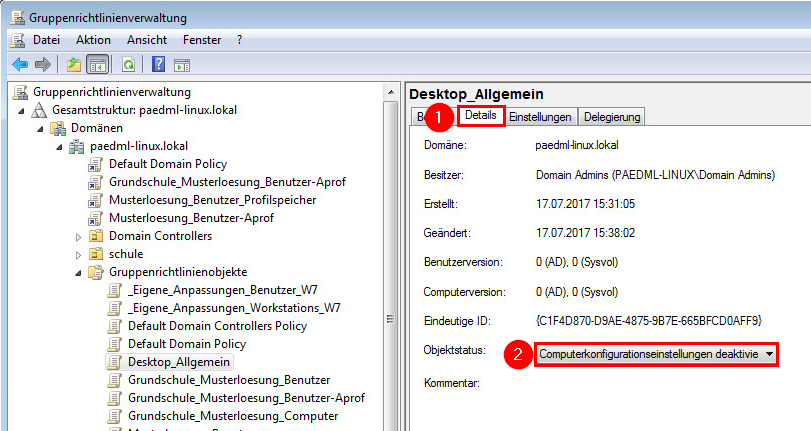 Gruppenrichtlinienverwaltung
Datei Aktion Ansicht Fenster ?
Gruppenrichtlinienverwaltung
Gesamtstruktur: paedml-linux.lokal
Domänen
paedml-linux.lokal
Default Domain Policy
Grundschule_Musterloesung_Benutzer-Aprof
Musterloesung_Benutzer_Profilspeicher
Musterloesung_Benutzer-Aprof
Domain Controllers
schule
Gruppenrichtlinienobjekte
_Eigene_Anpassungen_Benutzer_W7
_Eigene_Anpassungen_Workstations_W7
Default Domain Controllers Policy
Default Domain Policy
Desktop_Allgemein
Grundschule_Musterloesung_Benutzer
Grundschule_Musterloesung_Benutzer-Aprof
Grundschule_Musterloesung_Computer
Desktop_Allgemein
1 Details Einstellungen Delegierung
Domäne: paedml-linux.lokal
Besitzer: Domain Admins (PAEDML-LINUX\Domain Admins)
Erstellt: 17.07.2017 15:31:05
Geändert: 17.07.2017 15:38:02
Benutzerversion: 0 (AD), 0 (Sysvol)
Computerversion: 0 (AD), 0 (Sysvol)
Eindeutige ID: {C1F4D870-D9AE-4875-9B7E-665BFCD0AFF9}
Objektstatus: 2 Computerkonfigurationseinstellungen deaktivie
Kommentar: